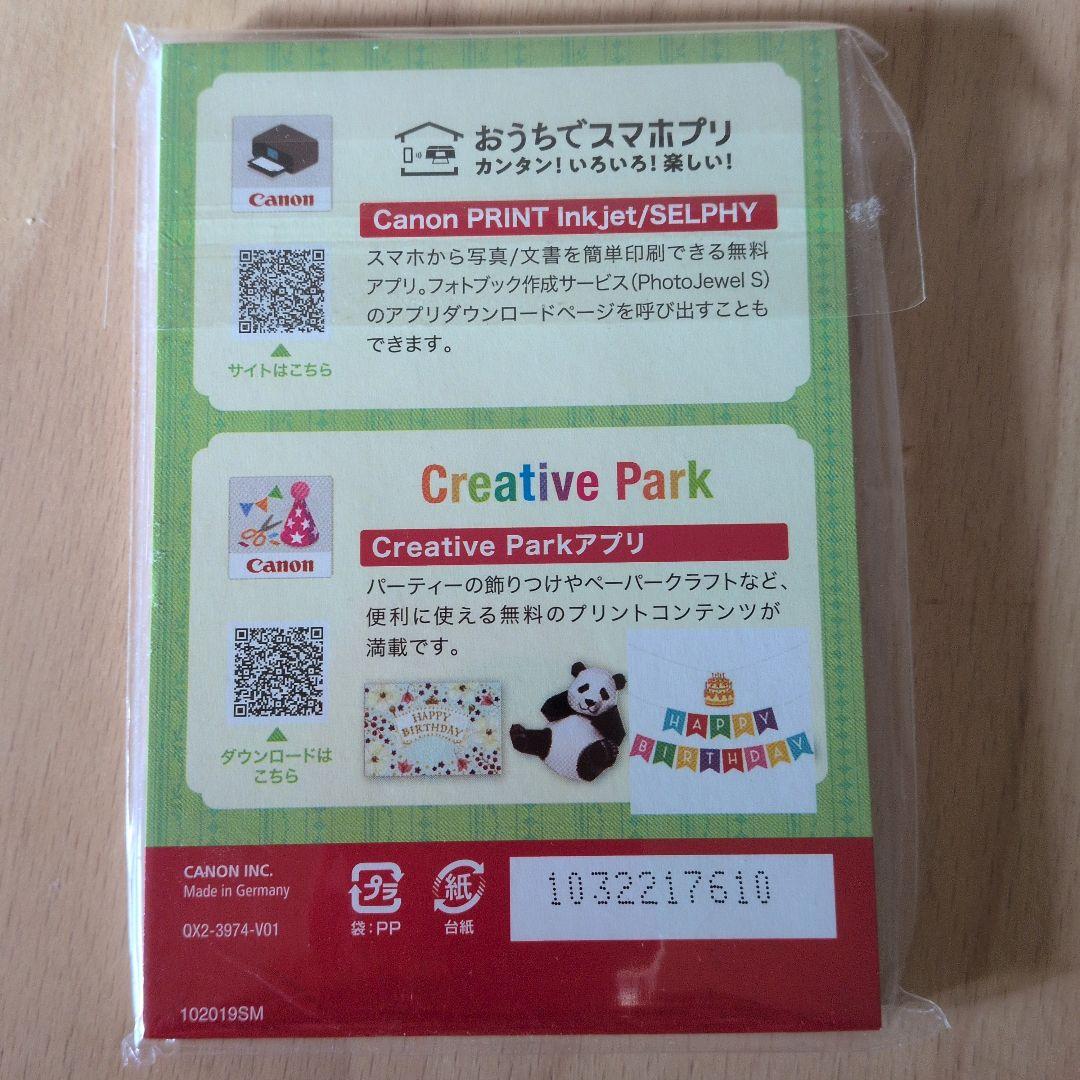 おうちでスマホプリ
カンタン！いろいろ！楽しい！
Canon
Canon PRINT Inkjet/SELPHY
スマホから写真/文書を簡単印刷できる無料
アプリ。フォトブック作成サービス（PhotoJewel S）
のアプリダウンロードページを呼び出すことも
できます。
サイトはこちら
Creative Park
Canon
Creative Parkアプリ
パーティーの飾りつけやペーパークラフトなど、
便利に使える無料のプリントコンテンツが
満載です。
ダウンロードは
こちら
HAPPY
BIRTHDAY
HAPPY
BIRTHDAY
CANON INC.
Made in Germany
QX2-3974-V01
プラ
袋：PP
紙
台紙
1032217610
102019SM